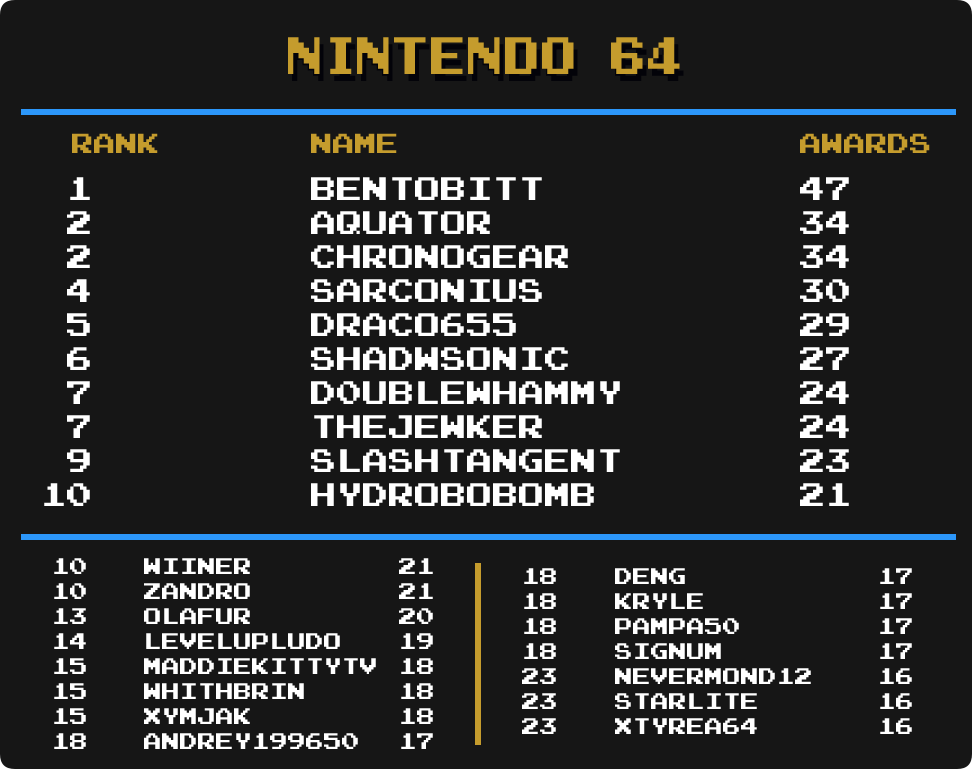 NINTENDO 64
RANK NAME AWARDS
1 BENTOBITT 47
2 AQUATOR 34
2 CHRONOGEAR 34
4 SARCONIUS 30
5 DRACO655 29
6 SHADWSONIC 27
7 DOUBLEWHAMMY 24
7 THEJEWKER 24
9 SLASHTANGENT 23
10 HYDROBOBOMB 21
10 WIINER 21
10 ZANDRO 21
13 OLAFUR 20
14 LEVELUPLUDO 19
15 MADDIEKITTYTV 18
15 WHITHBRIN 18
15 XYMJAK 18
18 ANDREY199650 17
18 DENG 17
18 KRYLE 17
18 PAMPA50 17
18 SIGNUM 17
23 NEVERMOND12 16
23 STARLITE 16
23 XTYREA64 16